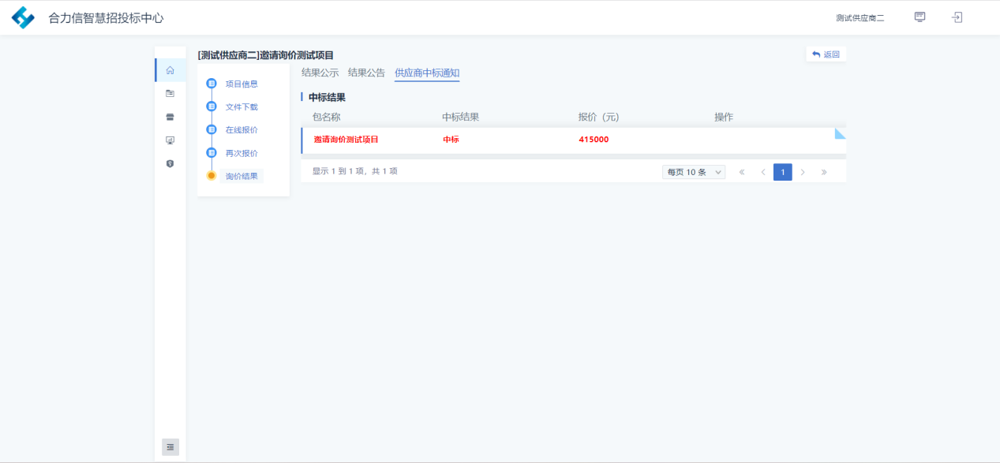 合力信智慧招投标中心
测试供应商二
[测试供应商二]邀请询价测试项目
返回
项目信息
文件下载
在线报价
再次报价
询价结果
结果公示 结果公告 供应商中标通知
中标结果
包名称 中标结果 报价（元） 操作
邀请询价测试项目 中标 415000
显示 1 到 1 项，共 1 项
每页 10 条 « ‹ 1 › »